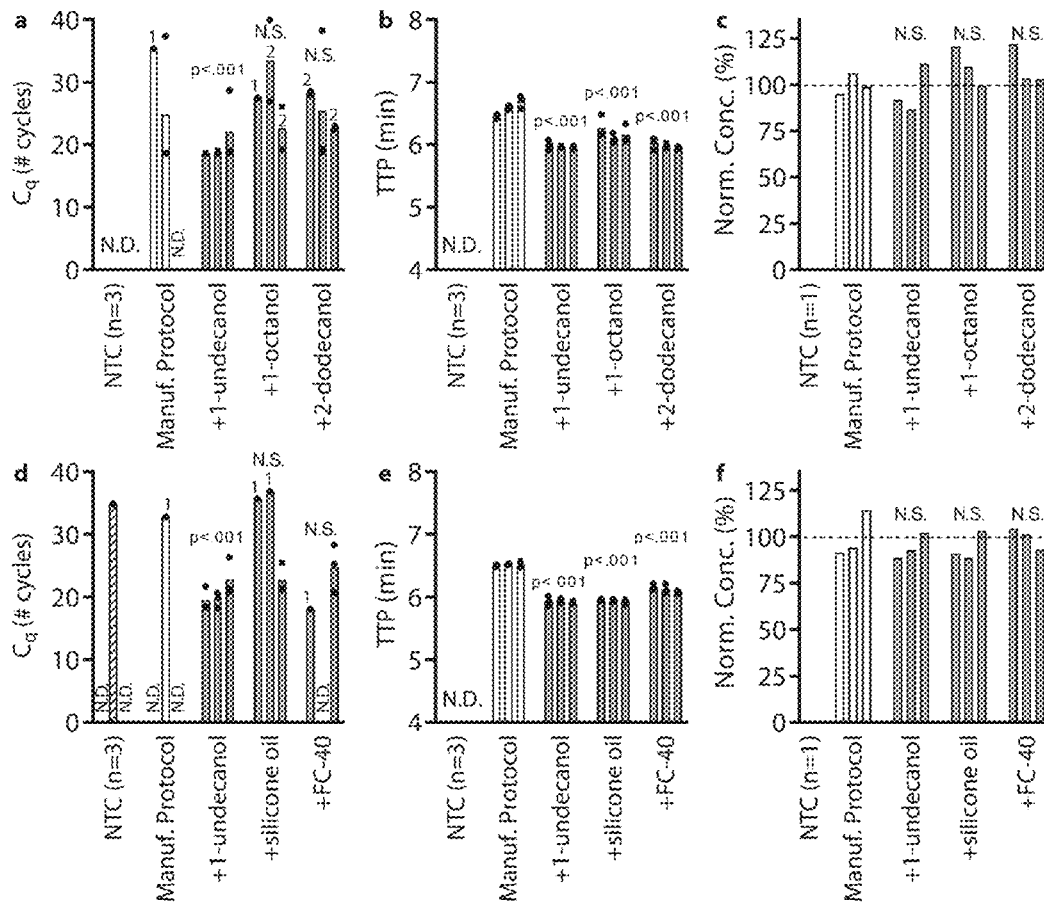 a
C_q (# cycles)
40
30
20
10
0
N.D.
1
N.D.
p<.001
1
N.S.
2
2
2
N.S.
2
NTC (n=3)
Manuf. Protocol
+1-undecanol
+1-octanol
+2-dodecanol
b
TTP (min)
8
7
6
5
4
N.D.
p<.001
p<.001
p<.001
NTC (n=3)
Manuf. Protocol
+1-undecanol
+1-octanol
+2-dodecanol
c
Norm. Conc. (%)
125
100
75
50
25
0
N.S.
N.S.
N.S.
NTC (n=1)
Manuf. Protocol
+1-undecanol
+1-octanol
+2-dodecanol
d
C_q (# cycles)
40
30
20
10
0
N.D.
N.D.
N.D.
1
N.D.
p<.001
N.S.
1
1
N.S.
1
N.D.
NTC (n=3)
Manuf. Protocol
+1-undecanol
+silicone oil
+FC-40
e
TTP (min)
8
7
6
5
4
N.D.
p<.001
p<.001
p<.001
NTC (n=3)
Manuf. Protocol
+1-undecanol
+silicone oil
+FC-40
f
Norm. Conc. (%)
125
100
75
50
25
0
N.S.
N.S.
N.S.
NTC (n=1)
Manuf. Protocol
+1-undecanol
+silicone oil
+FC-40